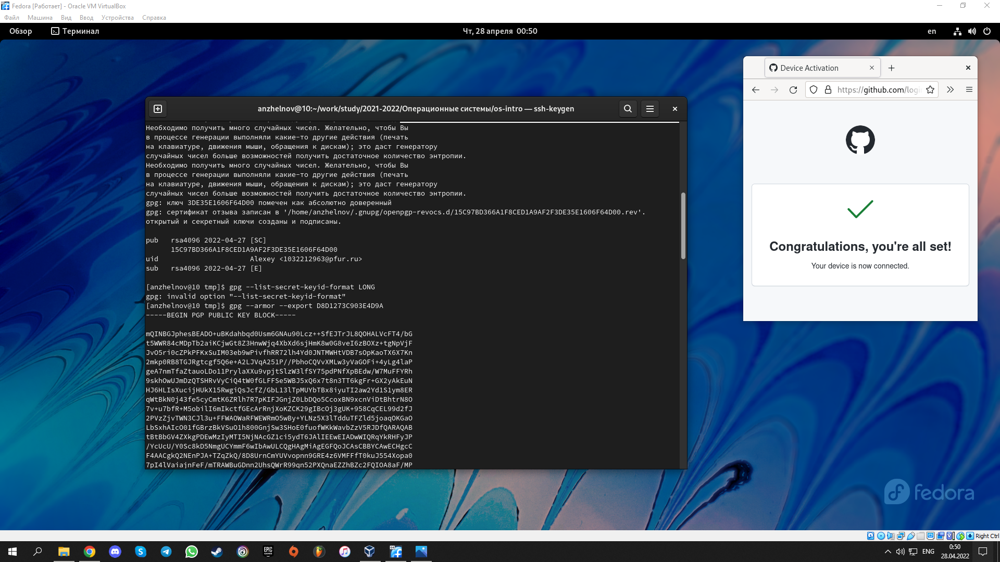 Fedora [Работает] - Oracle VM VirtualBox
Файл Машина Вид Ввод Устройства Справка
Обзор Терминал Чт, 28 апреля 00:50 en
Device Activation
https://github.com/logi
anzhelnov@10:~/work/study/2021-2022/Операционные системы/os-intro — ssh-keygen
Необходимо получить много случайных чисел. Желательно, чтобы Вы
в процессе генерации выполняли какие-то другие действия (печать
на клавиатуре, движения мыши, обращения к дискам); это даст генератору
случайных чисел больше возможностей получить достаточное количество энтропии.
Необходимо получить много случайных чисел. Желательно, чтобы Вы
в процессе генерации выполняли какие-то другие действия (печать
на клавиатуре, движения мыши, обращения к дискам); это даст генератору
случайных чисел больше возможностей получить достаточное количество энтропии.
gpg: ключ 3DE35E1606F64D00 помечен как абсолютно доверенный
gpg: сертификат отзыва записан в '/home/anzhelnov/.gnupg/openpgp-revocs.d/15C97BD366A1F8CED1A9AF2F3DE35E1606F64D00.rev'.
открытый и секретный ключи созданы и подписаны.
pub rsa4096 2022-04-27 [SC]
15C97BD366A1F8CED1A9AF2F3DE35E1606F64D00
uid Alexey <1032212963@pfur.ru>
sub rsa4096 2022-04-27 [E]
[anzhelnov@10 tmp]$ gpg --list-secret-keyid-format LONG
gpg: invalid option "--list-secret-keyid-format"
[anzhelnov@10 tmp]$ gpg --armor --export D8D1273C903E4D9A
-----BEGIN PGP PUBLIC KEY BLOCK-----
mQINBGJphesBEADO+uBKdahbqd0Usm6GNAu90Lcz++SfEJTrJL8QOHALVcFT4/bG
t5WWR84cMDpTb2aiKCjwGt8Z3HnwWjq4XbXd6sjHmK8w0G8veI6zBOXz+tgNpVjF
JvO5ri0cZPkPFKxSuIM03eb9wPivfhRR72lh4Yd0JNTMWHtVDB7sOpKaoTX6X7Kn
2mkp0RB8TGJRgtcgf5Q6e+A2LJVqA251P//PbhoCQVvXMLw3yVaGOFi+4yLg4laP
geA7nmTfaZtauoLDo11PrylaXXu9vpjtSlzW3lfSY75pdPNfXpBEdw/W7MuFFYRh
9skhOwUJmDzQTSHRvVyCiQ4tW0fGLFFSe5WBJ5xQ6x7t8n3TT6kgFr+GX2yAkEuN
HJ6HLIsXucijHUkX15RwgiQsJcfZ/GbL13lTpMUYbTBx8iyuTI2aw2Yd1S1ym8ER
qWtBkN0j43fe5cyCmtK6ZRlh7R7pKIFJGnjZ0LbDQo5CcoxBN9xcnViDtBhtrN8O
7v+u7bfR+M5obilI6mIkctfGEcArRnjXoKZCK29gIBcOj3gUK+958CqCEL99d2fJ
2PVzZjvTWN3CJl3u+FFWAOWaRFWEWRmO5wBy+YLNz5X3lTdduTFZld5joaqOKGaO
LbSxhAIcO01fGBrzBkVSuO1h800GnjSw3SHoE0fuofWKkWavbZzV5RJDfQARAQAB
tBtBbGV4ZXkgPDEwMzIyMTI5NjNAcGZ1ci5ydT6JAlIEEwEIADwWIQRqYkRHFyJP
/YcUcU/Y0Sc8kD5NmgUCYmmF6wIbAwULCQgHAgMiAgEGFQoJCAsCBBYCAwECHgcC
F4AACgkQ2NEnPJA+TZqZkQ/8D8UrnCmYUVvopnn9GRE4z6VMFFfT0kuJ554Xopa0
7pI4lVaiajnFeF/mTRAWBuGDnn2UhsQWrR99qn52PXQnaEZZhBZc2FQIOA8aF/MP
Congratulations, you're all set!
Your device is now connected.
fedora
Right Ctrl
EPIC GAMES
ENG
0:50
28.04.2022